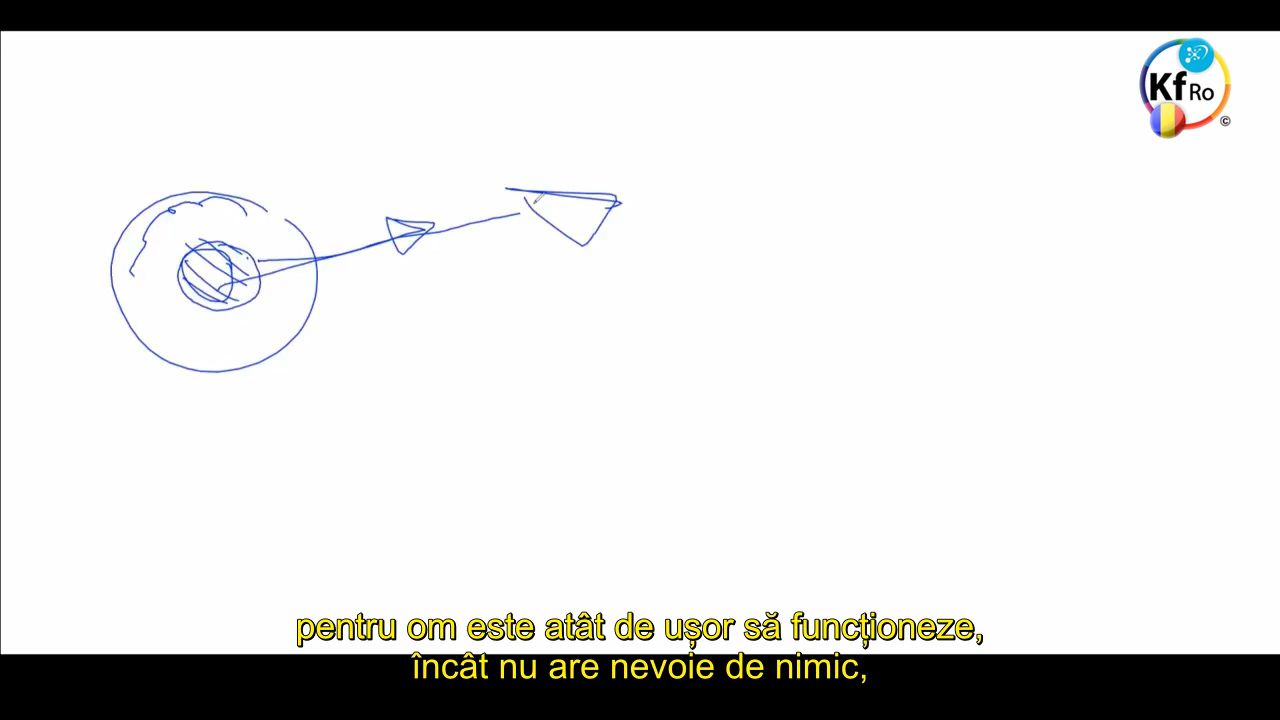 Kf Ro
©
pentru om este atât de ușor să funcționeze,
încât nu are nevoie de nimic,